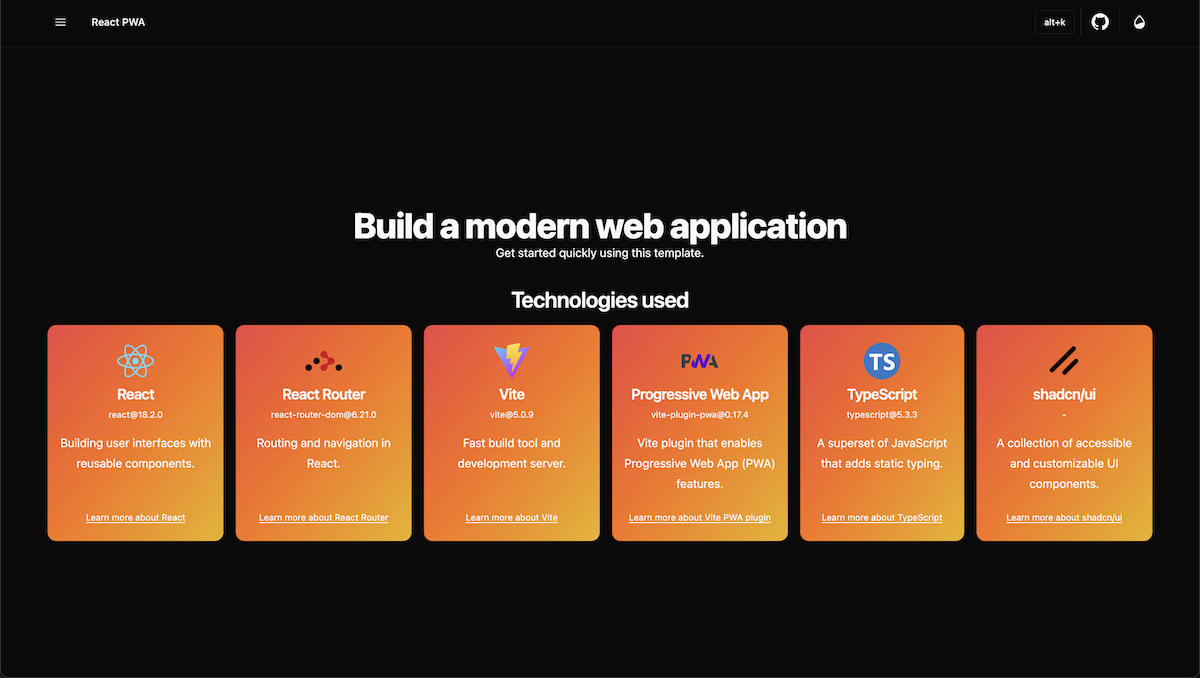 React PWA
alt+k
Build a modern web application
Get started quickly using this template.
Technologies used
React
react@18.2.0
Building user interfaces with
reusable components.
Learn more about React
React Router
react-router-dom@6.21.0
Routing and navigation in
React.
Learn more about React Router
Vite
vite@5.0.9
Fast build tool and
development server.
Learn more about Vite
PWA
Progressive Web App
vite-plugin-pwa@0.17.4
Vite plugin that enables
Progressive Web App (PWA)
features.
Learn more about Vite PWA plugin
TS
TypeScript
typescript@5.3.3
A superset of JavaScript
that adds static typing.
Learn more about TypeScript
shadcn/ui
-
A collection of accessible
and customizable UI
components.
Learn more about shadcn/ui